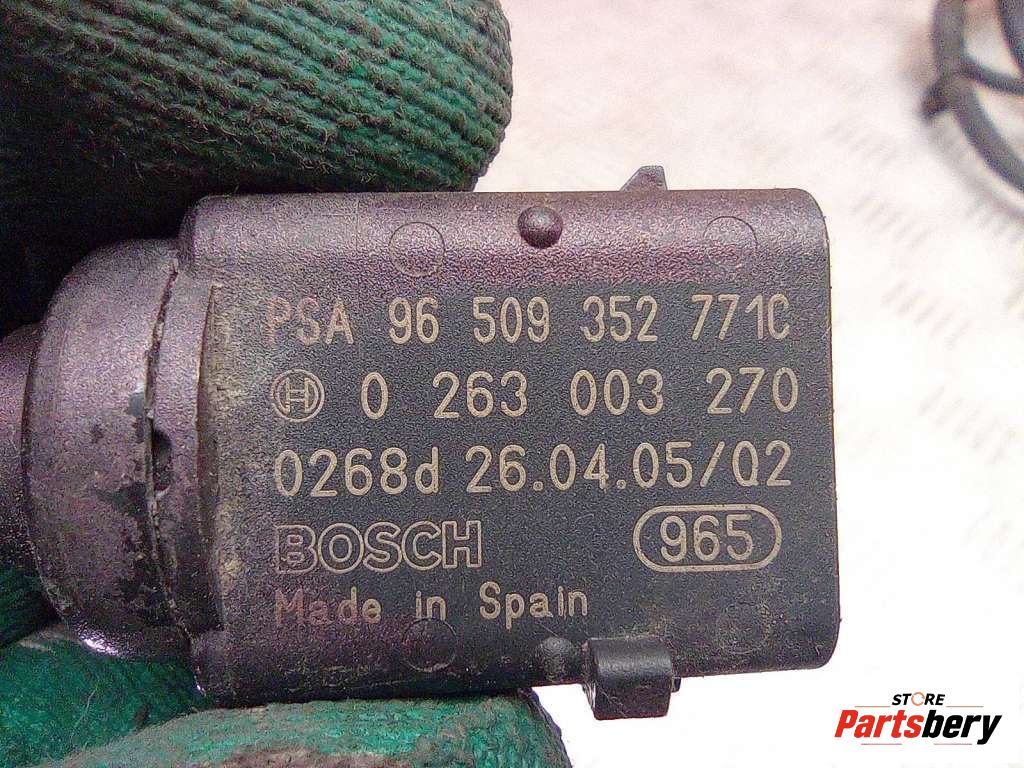 PSA 96 509 352 771C
H 0 263 003 270
0268d 26.04.05/Q2
BOSCH 965
Made in Spain
STORE
Partsbery